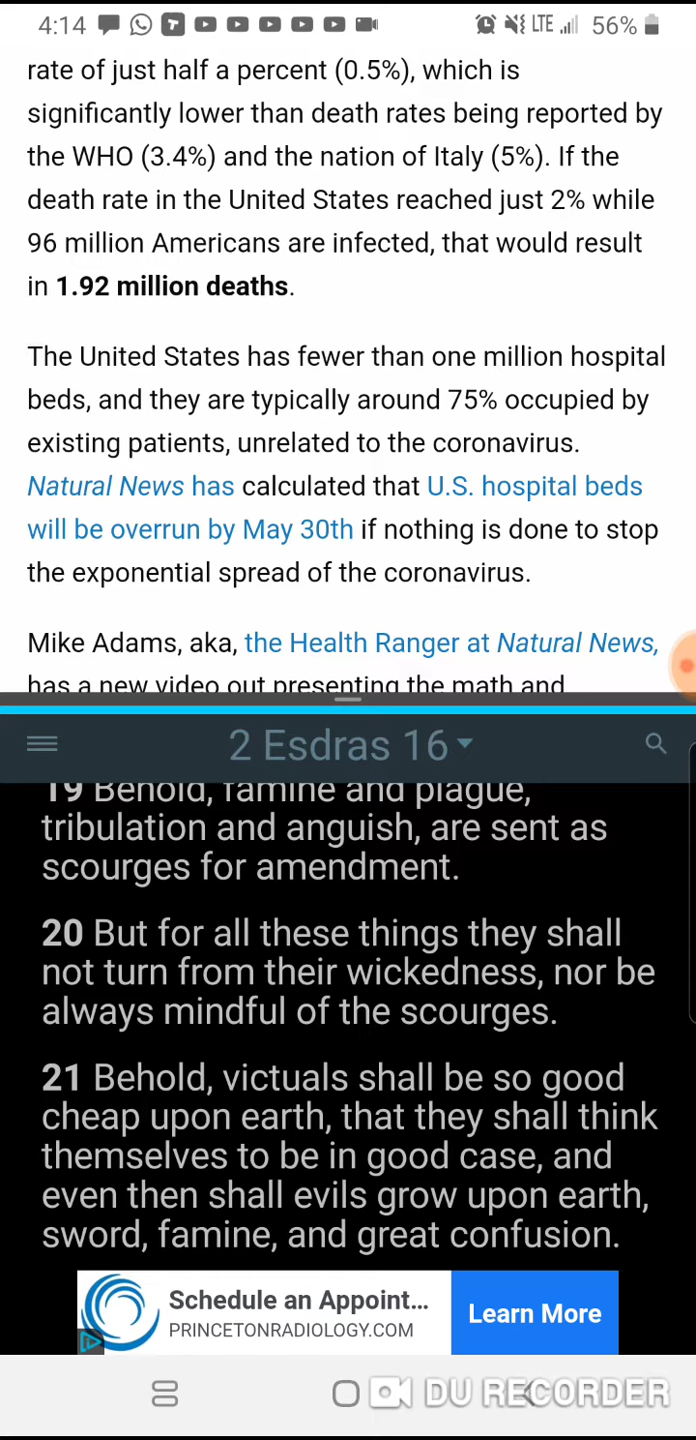 4:14
LTE
56%
rate of just half a percent (0.5%), which is
significantly lower than death rates being reported by
the WHO (3.4%) and the nation of Italy (5%). If the
death rate in the United States reached just 2% while
96 million Americans are infected, that would result
in 1.92 million deaths.
The United States has fewer than one million hospital
beds, and they are typically around 75% occupied by
existing patients, unrelated to the coronavirus.
Natural News has calculated that U.S. hospital beds
will be overrun by May 30th if nothing is done to stop
the exponential spread of the coronavirus.
Mike Adams, aka, the Health Ranger at Natural News,
has a new video out presenting the math and
2 Esdras 16
19 Behold, famine and plague,
tribulation and anguish, are sent as
scourges for amendment.
20 But for all these things they shall
not turn from their wickedness, nor be
always mindful of the scourges.
21 Behold, victuals shall be so good
cheap upon earth, that they shall think
themselves to be in good case, and
even then shall evils grow upon earth,
sword, famine, and great confusion.
Schedule an Appoint...
PRINCETONRADIOLOGY.COM
Learn More
DU RECORDER